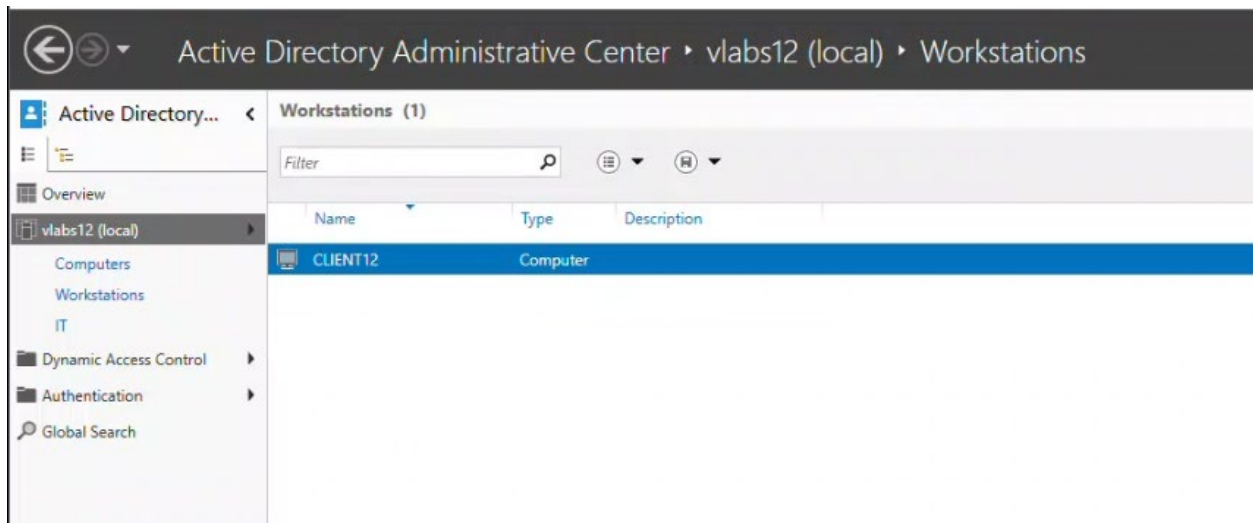 Active Directory Administrative Center ‣ vlabs12 (local) ‣ Workstations
Active Directory...
Overview
vlabs12 (local)
Computers
Workstations
IT
Dynamic Access Control
Authentication
Global Search
Workstations (1)
Filter
Name Type Description
CLIENT12 Computer